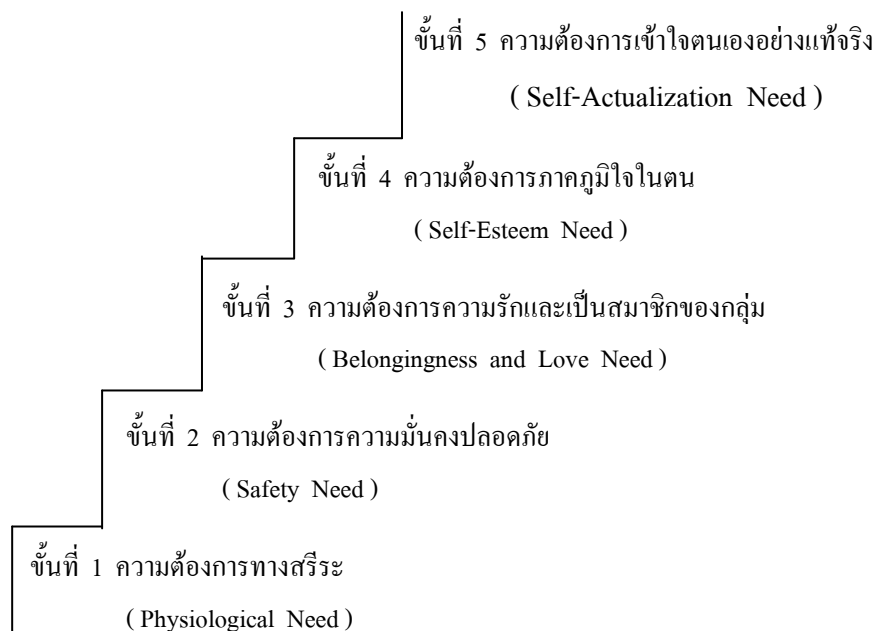 ขั้นที่ 5 ความต้องการเข้าใจตนเองอย่างแท้จริง
( Self-Actualization Need )
ขั้นที่ 4 ความต้องการภาคภูมิใจในตน
( Self-Esteem Need )
ขั้นที่ 3 ความต้องการความรักและเป็นสมาชิกของกลุ่ม
( Belongingness and Love Need )
ขั้นที่ 2 ความต้องการความมั่นคงปลอดภัย
( Safety Need )
ขั้นที่ 1 ความต้องการทางสรีระ
( Physiological Need )